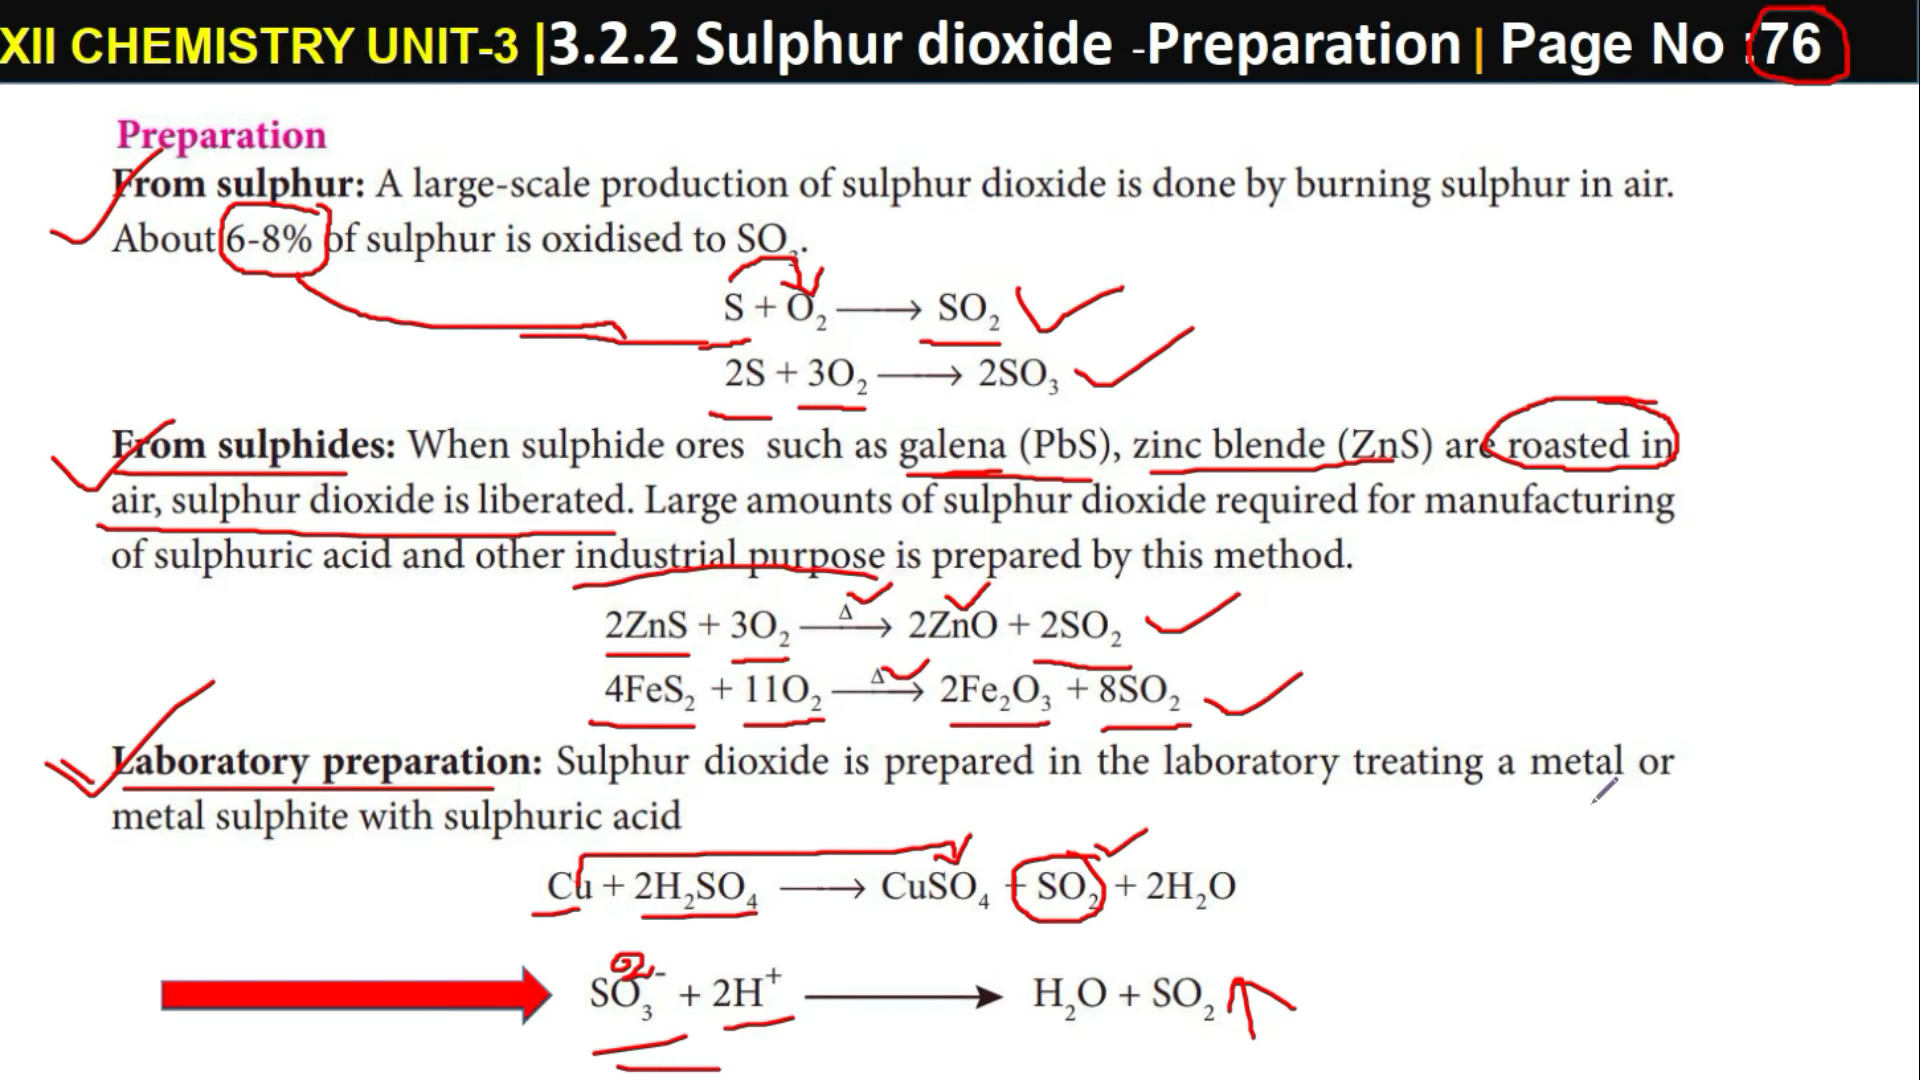 XII CHEMISTRY UNIT-3 |3.2.2 Sulphur dioxide -Preparation | Page No :76
Preparation
From sulphur: A large-scale production of sulphur dioxide is done by burning sulphur in air.
About 6-8% of sulphur is oxidised to SO₃.
S + O₂ ⟶ SO₂
2S + 3O₂ ⟶ 2SO₃
From sulphides: When sulphide ores such as galena (PbS), zinc blende (ZnS) are roasted in
air, sulphur dioxide is liberated. Large amounts of sulphur dioxide required for manufacturing
of sulphuric acid and other industrial purpose is prepared by this method.
2ZnS + 3O₂ —Δ→ 2ZnO + 2SO₂
4FeS₂ + 11O₂ —Δ→ 2Fe₂O₃ + 8SO₂
Laboratory preparation: Sulphur dioxide is prepared in the laboratory treating a metal or
metal sulphite with sulphuric acid
Cu + 2H₂SO₄ ⟶ CuSO₄ + SO₂ + 2H₂O
SO₃²⁻ + 2H⁺ ⟶ H₂O + SO₂ ↑